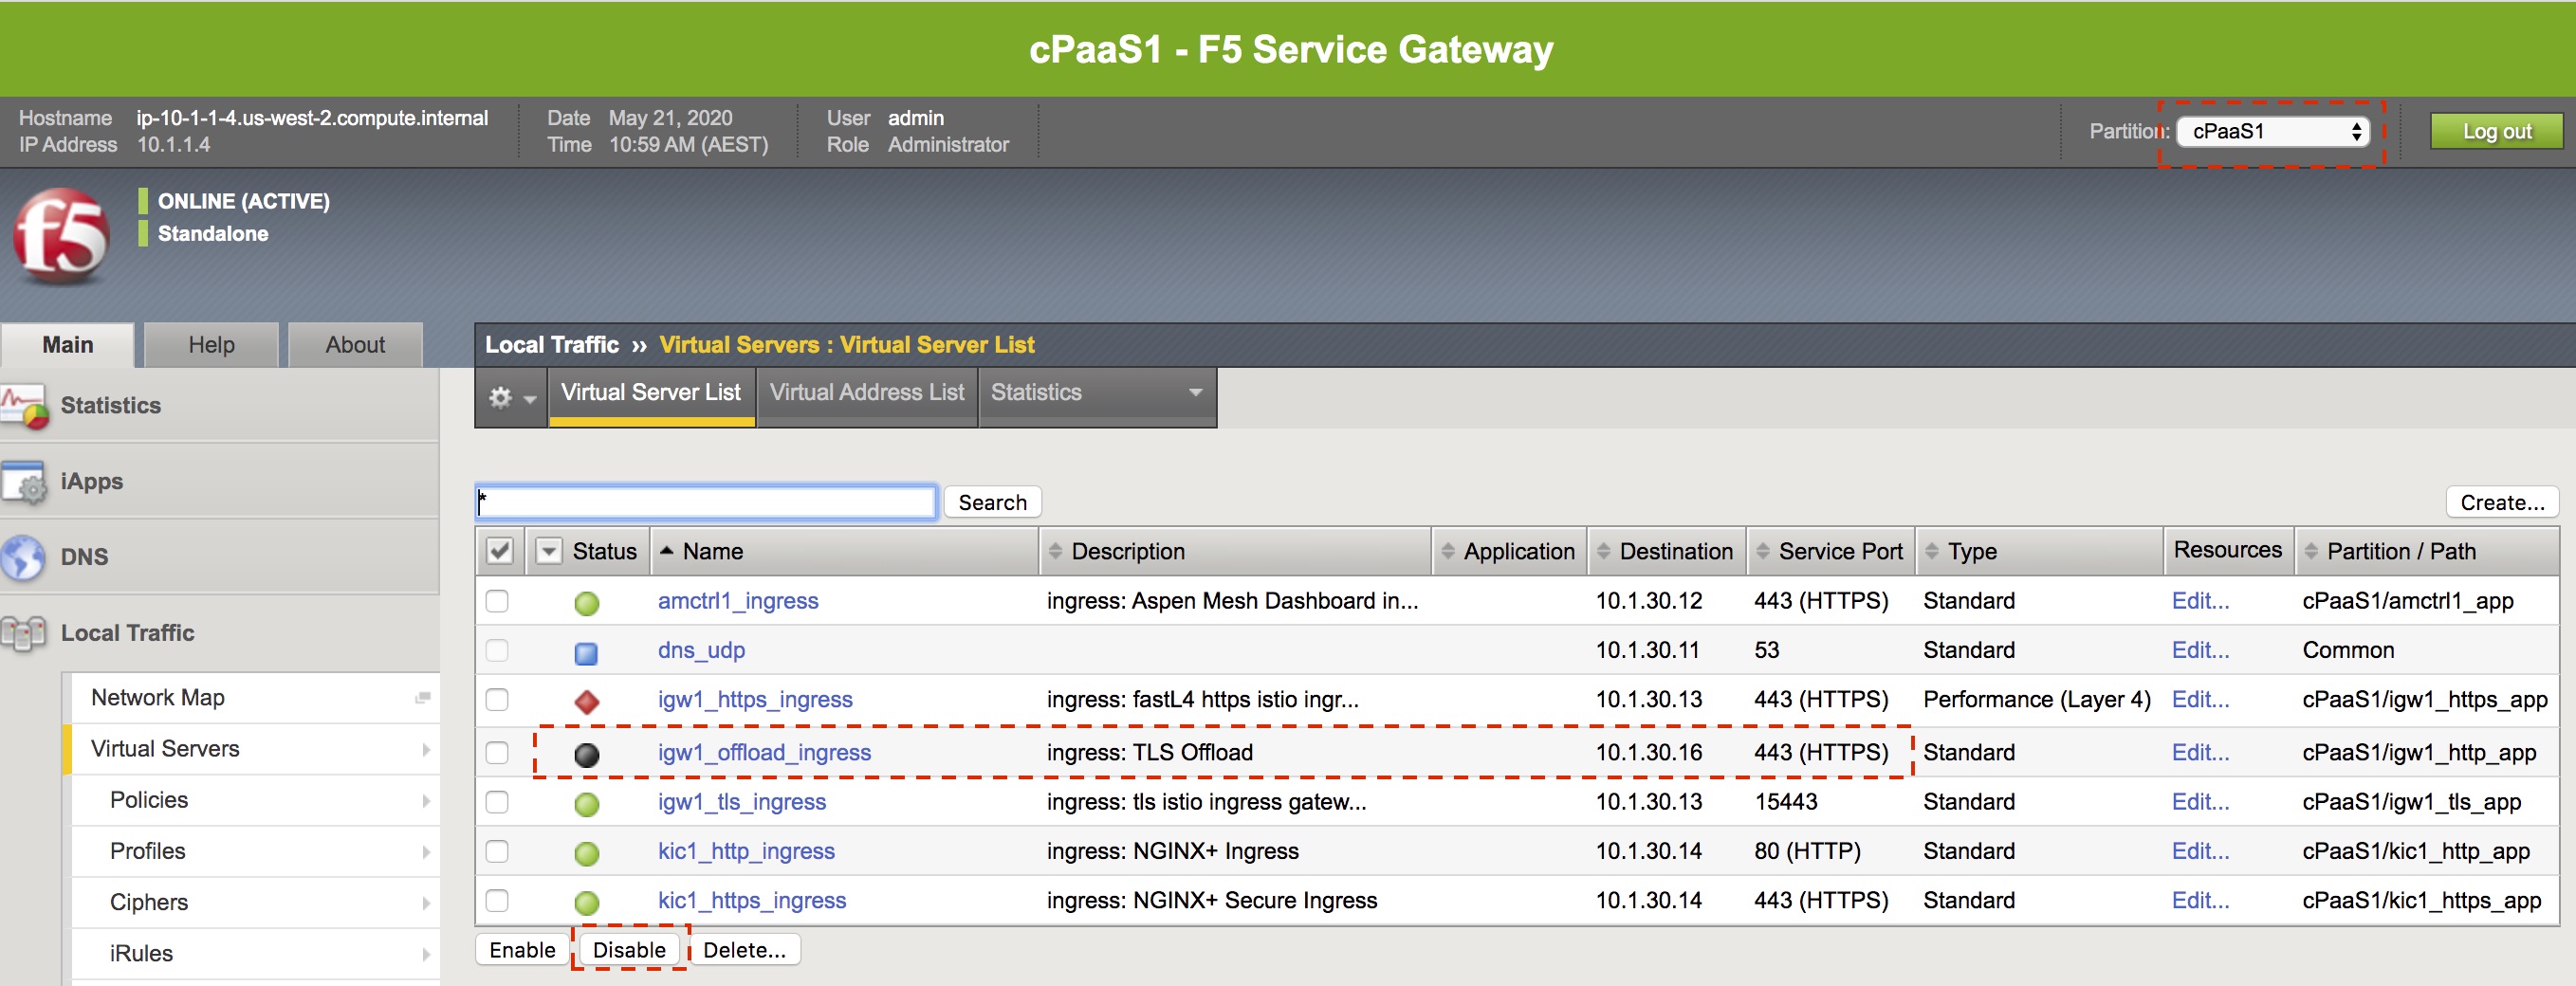 cPaaS1 - F5 Service Gateway
Hostname ip-10-1-1-4.us-west-2.compute.internal Date May 21, 2020 User admin
IP Address 10.1.1.4 Time 10:59 AM (AEST) Role Administrator
Partition: cPaaS1 Log out
f5
ONLINE (ACTIVE)
Standalone
Main Help About
Local Traffic ›› Virtual Servers : Virtual Server List
Virtual Server List Virtual Address List Statistics
Statistics
iApps
DNS
Local Traffic
Network Map
Virtual Servers
Policies
Profiles
Ciphers
iRules
* Search Create...
Status Name Description Application Destination Service Port Type Resources Partition / Path
amctrl1_ingress ingress: Aspen Mesh Dashboard in... 10.1.30.12 443 (HTTPS) Standard Edit... cPaaS1/amctrl1_app
dns_udp 10.1.30.11 53 Standard Edit... Common
igw1_https_ingress ingress: fastL4 https istio ingr... 10.1.30.13 443 (HTTPS) Performance (Layer 4) Edit... cPaaS1/igw1_https_app
igw1_offload_ingress ingress: TLS Offload 10.1.30.16 443 (HTTPS) Standard Edit... cPaaS1/igw1_http_app
igw1_tls_ingress ingress: tls istio ingress gatew... 10.1.30.13 15443 Standard Edit... cPaaS1/igw1_tls_app
kic1_http_ingress ingress: NGINX+ Ingress 10.1.30.14 80 (HTTP) Standard Edit... cPaaS1/kic1_http_app
kic1_https_ingress ingress: NGINX+ Secure Ingress 10.1.30.14 443 (HTTPS) Standard Edit... cPaaS1/kic1_https_app
Enable Disable Delete...